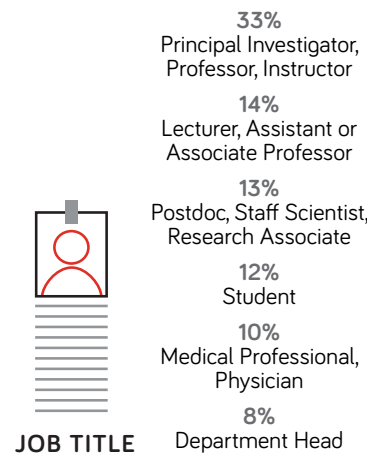 33%
Principal Investigator,
Professor, Instructor
14%
Lecturer, Assistant or
Associate Professor
13%
Postdoc, Staff Scientist,
Research Associate
12%
Student
10%
Medical Professional,
Physician
8%
Department Head
JOB TITLE